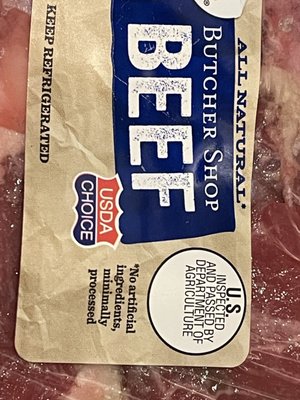 ®
ALL NATURAL*
BUTCHER SHOP
BEEF
USDA
CHOICE
KEEP REFRIGERATED
U.S.
INSPECTED
AND PASSED BY
DEPARTMENT OF
AGRICULTURE
*No artificial
ingredients,
minimally
processed